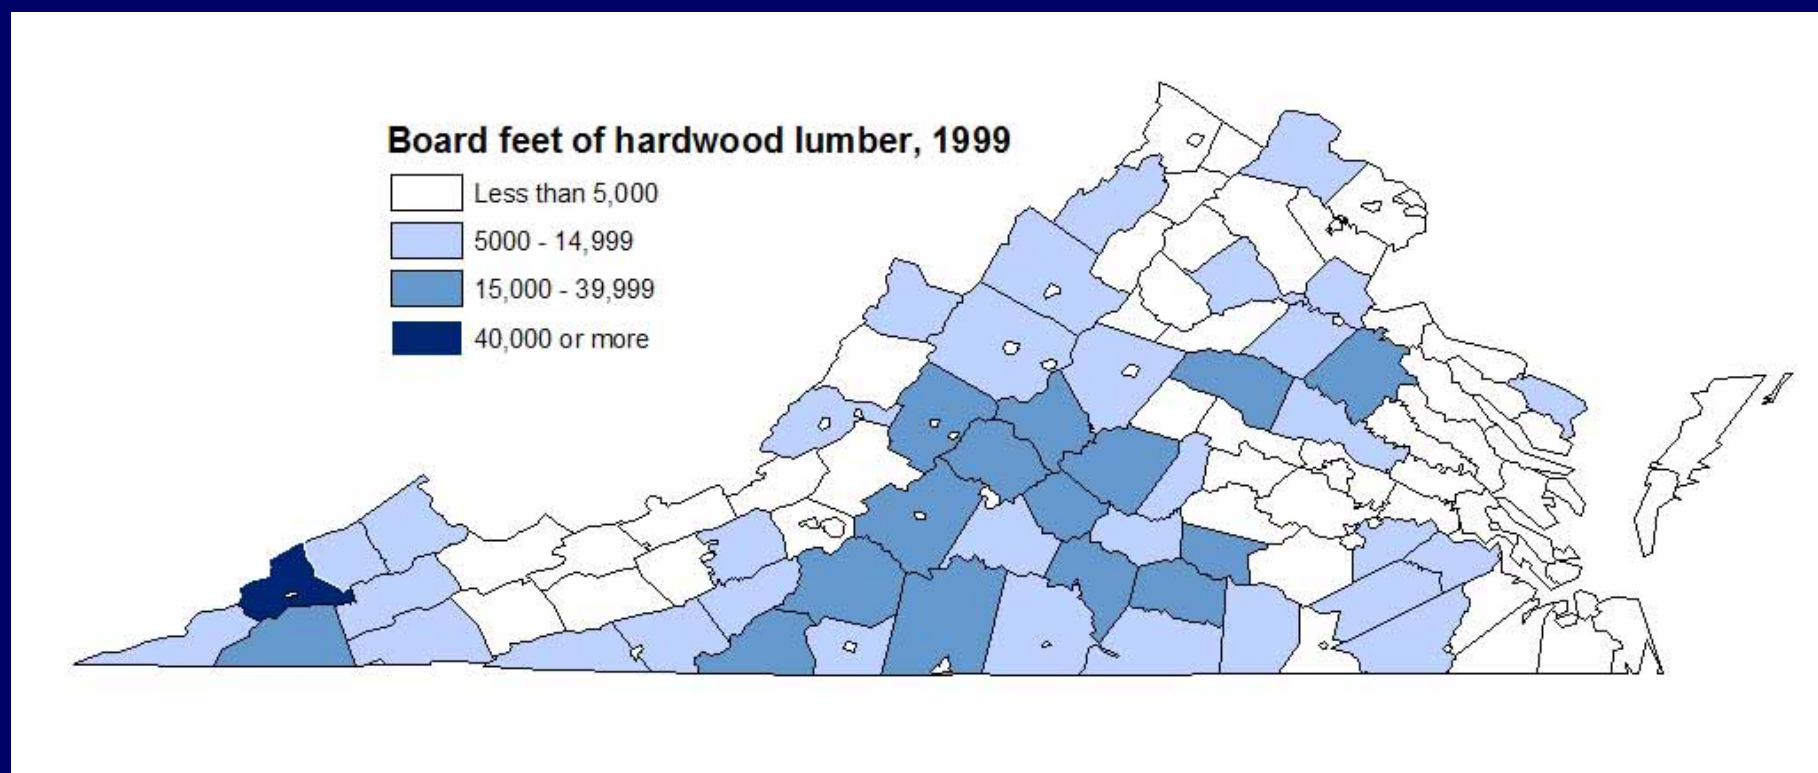 Board feet of hardwood lumber, 1999
Less than 5,000
5000 - 14,999
15,000 - 39,999
40,000 or more